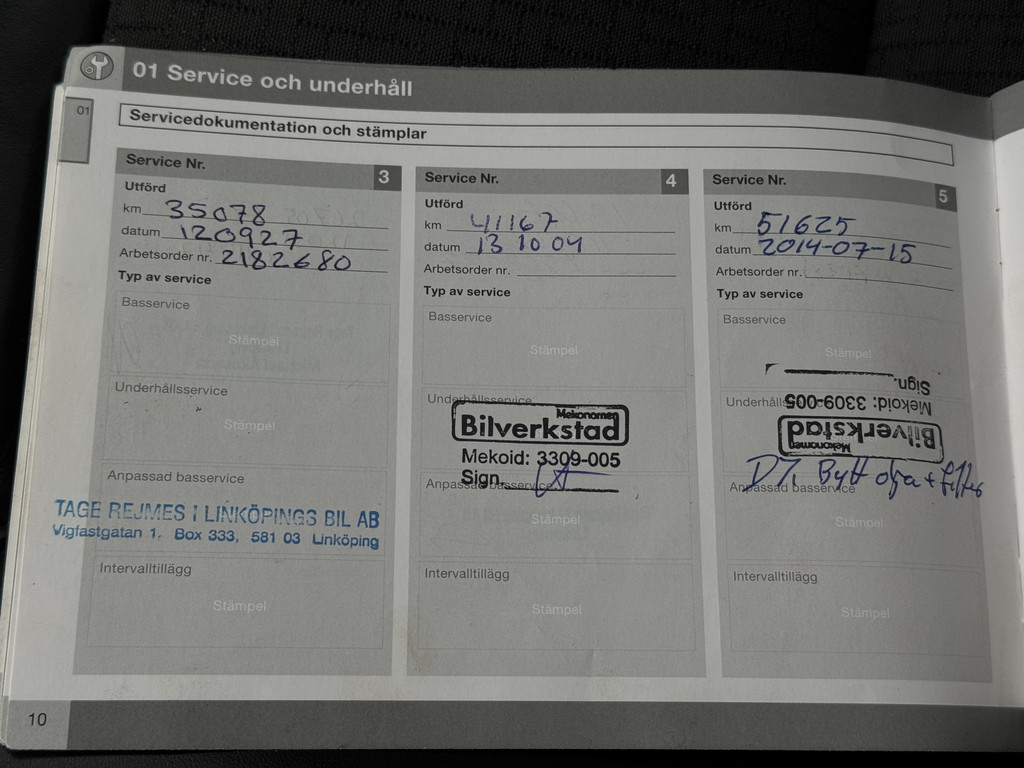 01 Service och underhåll
01
Servicedokumentation och stämplar
Service Nr. 3
Utförd
km 35078
datum 120927
Arbetsorder nr. 2182680
Typ av service
Basservice
Stämpel
Underhållsservice
Stämpel
Anpassad basservice
TAGE REJMES I LINKÖPINGS BIL AB
Vigfastgatan 1. Box 333, 581 03 Linköping
Intervalltillägg
Stämpel
Service Nr. 4
Utförd
km 41167
datum 13 10 04
Arbetsorder nr.
Typ av service
Basservice
Stämpel
Underhållsservice
Mekonomen
Bilverkstad
Mekoid: 3309-005
Sign.
Anpassad basservice
Stämpel
Intervalltillägg
Stämpel
Service Nr. 5
Utförd
km 51625
datum 2014-07-15
Arbetsorder nr.
Typ av service
Basservice
Stämpel
Sign.
Underhålls
Mekoid: 3309-005
Bilverkstad
Mekonomen
Bytt olja + filter
Anpassad basservice
Stämpel
Intervalltillägg
Stämpel
10